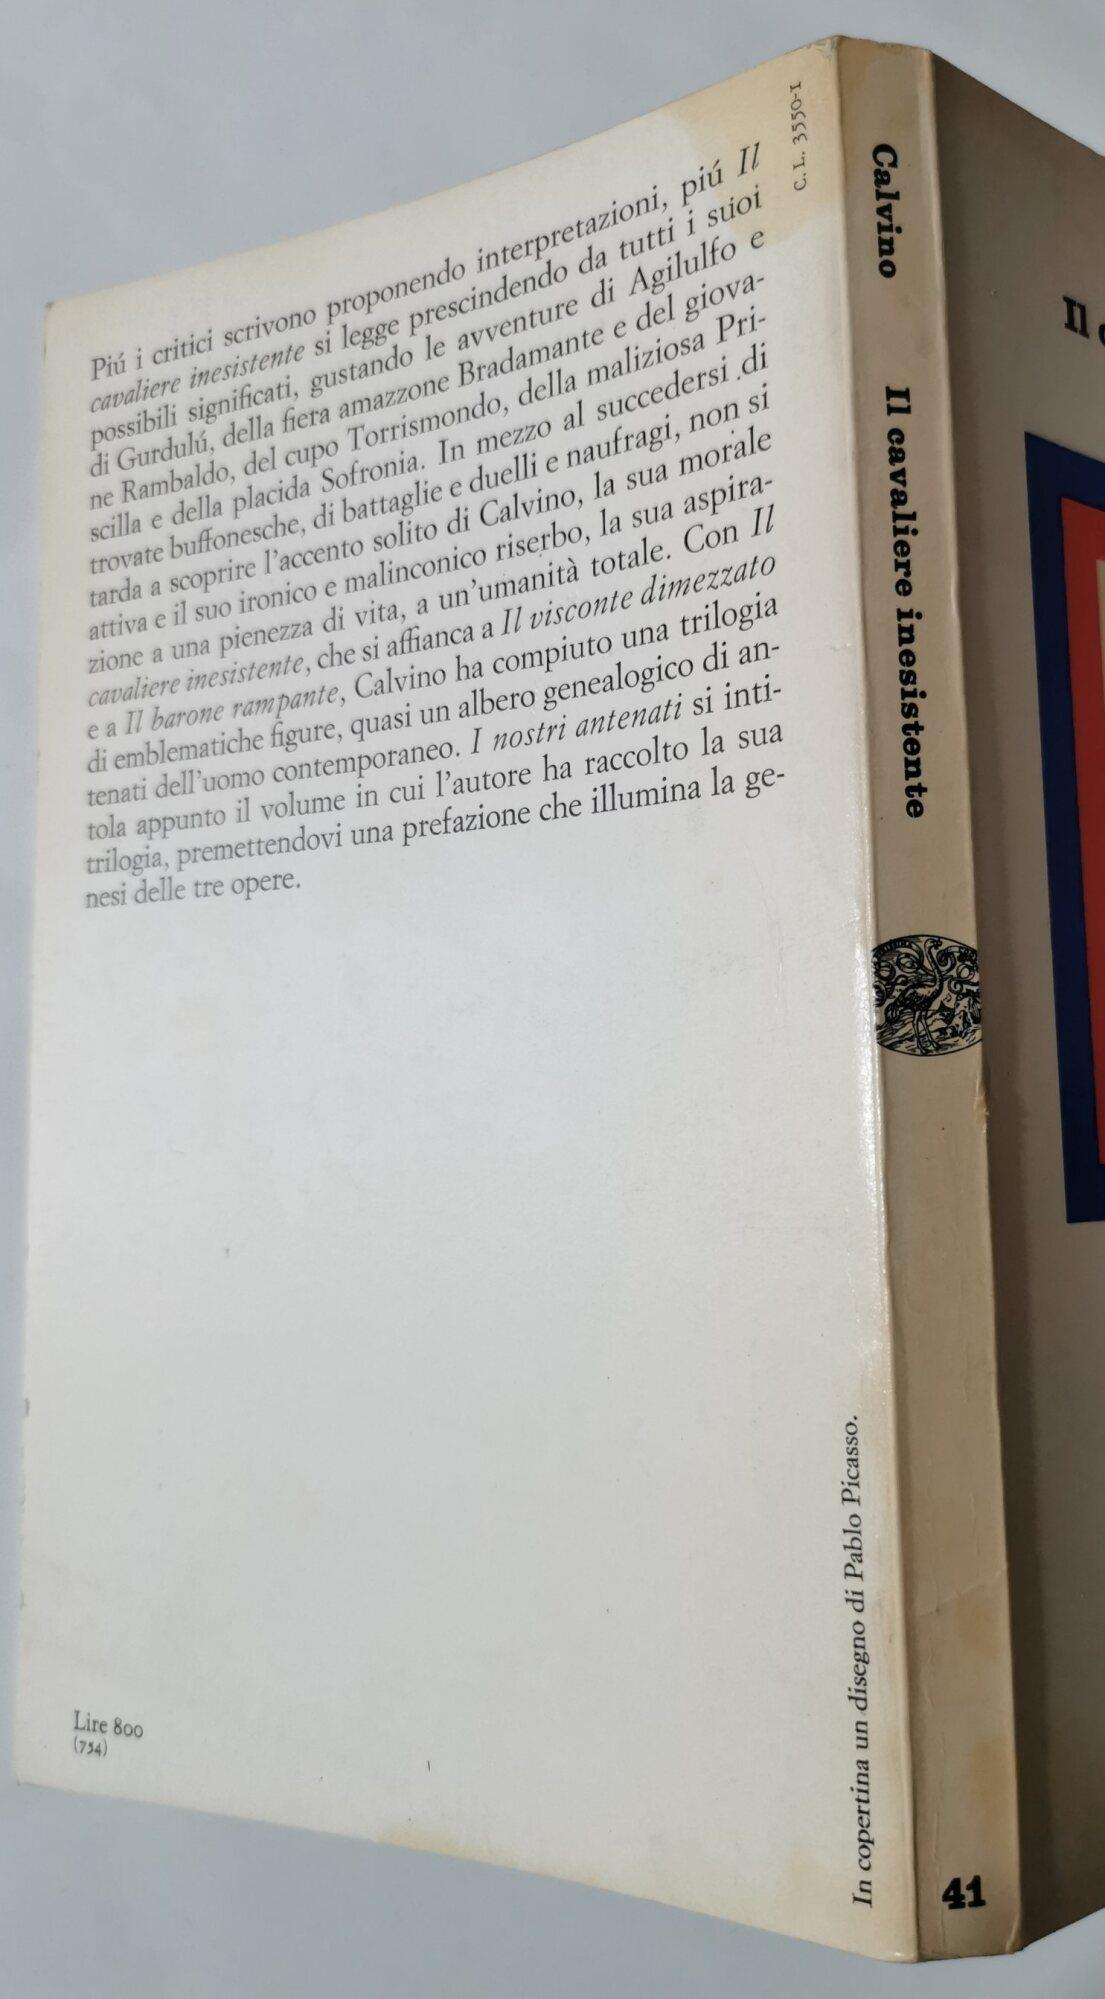 Piú i critici scrivono proponendo interpretazioni, piú Il
cavaliere inesistente si legge prescindendo da tutti i suoi
possibili significati, gustando le avventure di Agilulfo e
di Gurdulú, della fiera amazzone Bradamante e del giova-
ne Rambaldo, del cupo Torrismondo, della maliziosa Pri-
scilla e della placida Sofronia. In mezzo al succedersi di
trovate buffonesche, di battaglie e duelli e naufragi, non si
tarda a scoprire l'accento solito di Calvino, la sua morale
attiva e il suo ironico e malinconico riserbo, la sua aspira-
zione a una pienezza di vita, a un'umanità totale. Con Il
cavaliere inesistente, che si affianca a Il visconte dimezzato
e a Il barone rampante, Calvino ha compiuto una trilogia
di emblematiche figure, quasi un albero genealogico di an-
tenati dell'uomo contemporaneo. I nostri antenati si inti-
tola appunto il volume in cui l'autore ha raccolto la sua
trilogia, premettendovi una prefazione che illumina la ge-
nesi delle tre opere.
Lire 800
(754)
C. L. 3550-1
In copertina un disegno di Pablo Picasso.
Calvino
Il cavaliere inesistente
41
Il